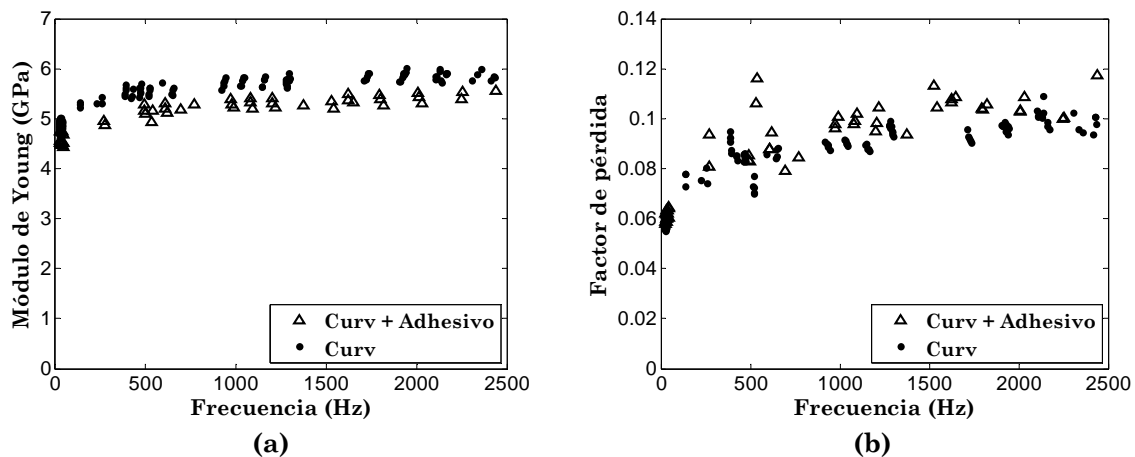 7
6
5
4
3
2
1
0
Módulo de Young (GPa)
0 500 1000 1500 2000 2500
Frecuencia (Hz)
Curv + Adhesivo
Curv
(a)
0.14
0.12
0.1
0.08
0.06
0.04
0.02
0
Factor de pérdida
0 500 1000 1500 2000 2500
Frecuencia (Hz)
Curv + Adhesivo
Curv
(b)